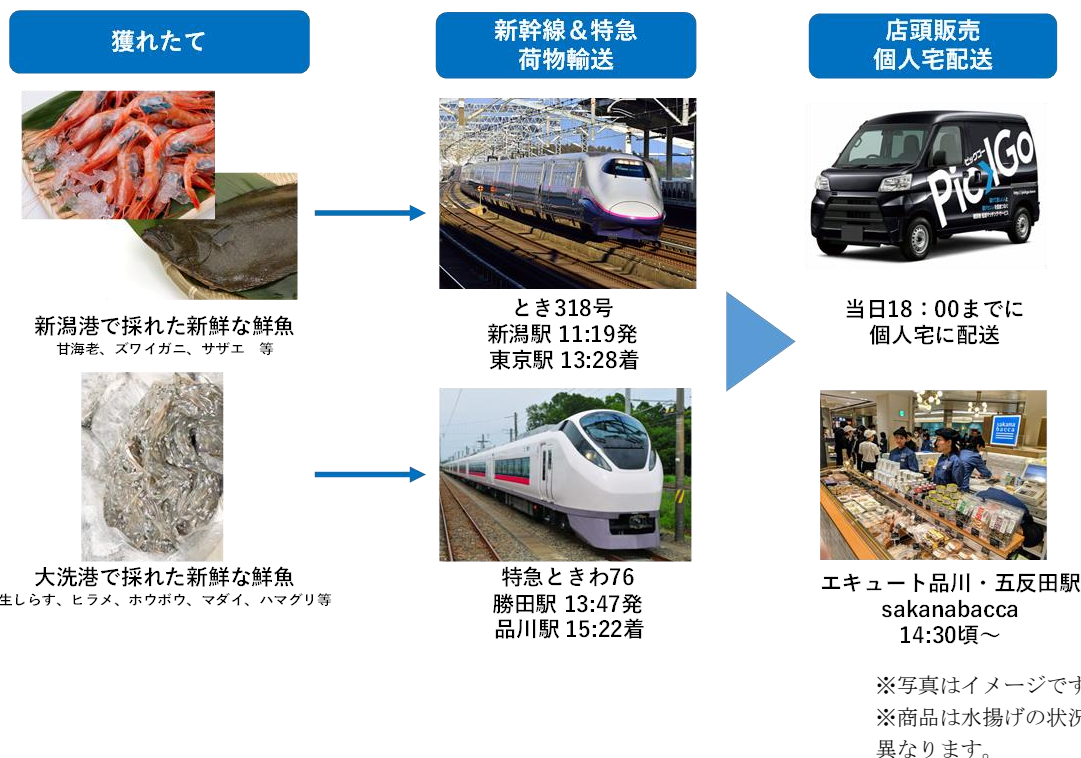 獲れたて
新潟港で採れた新鮮な鮮魚
甘海老、ズワイガニ、サザエ　等
大洗港で採れた新鮮な鮮魚
生しらす、ヒラメ、ホウボウ、マダイ、ハマグリ等
新幹線＆特急
荷物輸送
とき318号
新潟駅 11:19発
東京駅 13:28着
特急ときわ76
勝田駅 13:47発
品川駅 15:22着
店頭販売
個人宅配送
ピックゴー
PickGo
当日18：00までに
個人宅に配送
sakana
bacca
エキュート品川・五反田駅
sakanabacca
14:30頃～
※写真はイメージです
※商品は水揚げの状況
異なります。